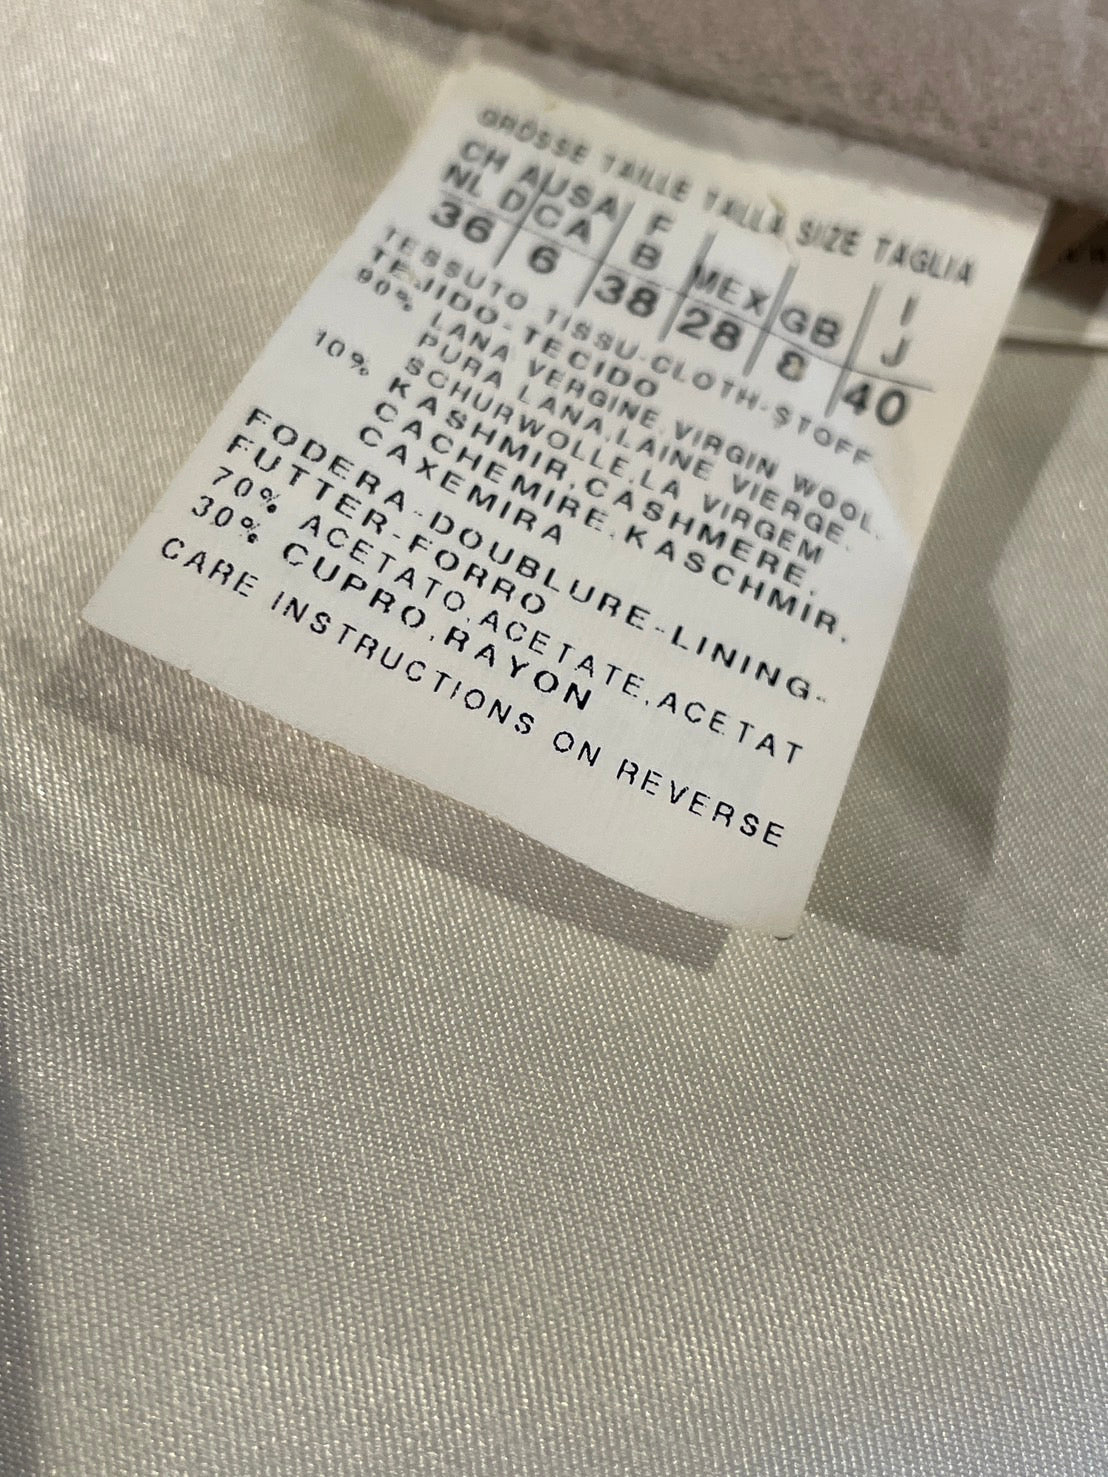 GRÖSSE TAILLE TALLA SIZE TAGLIA
CH A USA F I
NL D CA B MEX GB J
36 6 38 28 8 40
TESSUTO-TISSU-CLOTH-STOFF
TEJIDO-TECIDO
90% LANA VERGINE,VIRGIN WOOL,
PURA LANA,LAINE VIERGE,
SCHURWOLLE,LA VIRGEM
10% KASHMIR,CASHMERE,
CACHEMIRE,KASCHMIR,
CAXEMIRA
FODERA-DOUBLURE-LINING-
FUTTER-FORRO
70% ACETATO,ACETATE,ACETAT
30% CUPRO,RAYON
CARE INSTRUCTIONS ON REVERSE